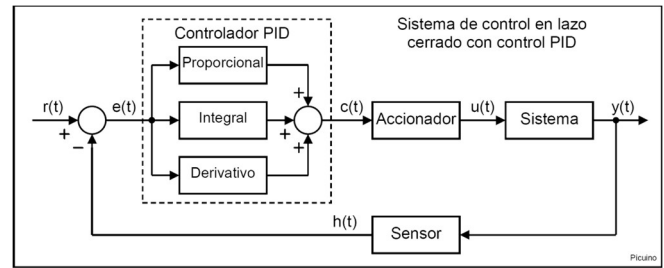 Sistema de control en lazo
cerrado con control PID
Controlador PID
Proporcional
r(t)
+
−
e(t)
Integral
Derivativo
+
+
+
c(t)
Accionador
u(t)
Sistema
y(t)
h(t)
Sensor
Picuino